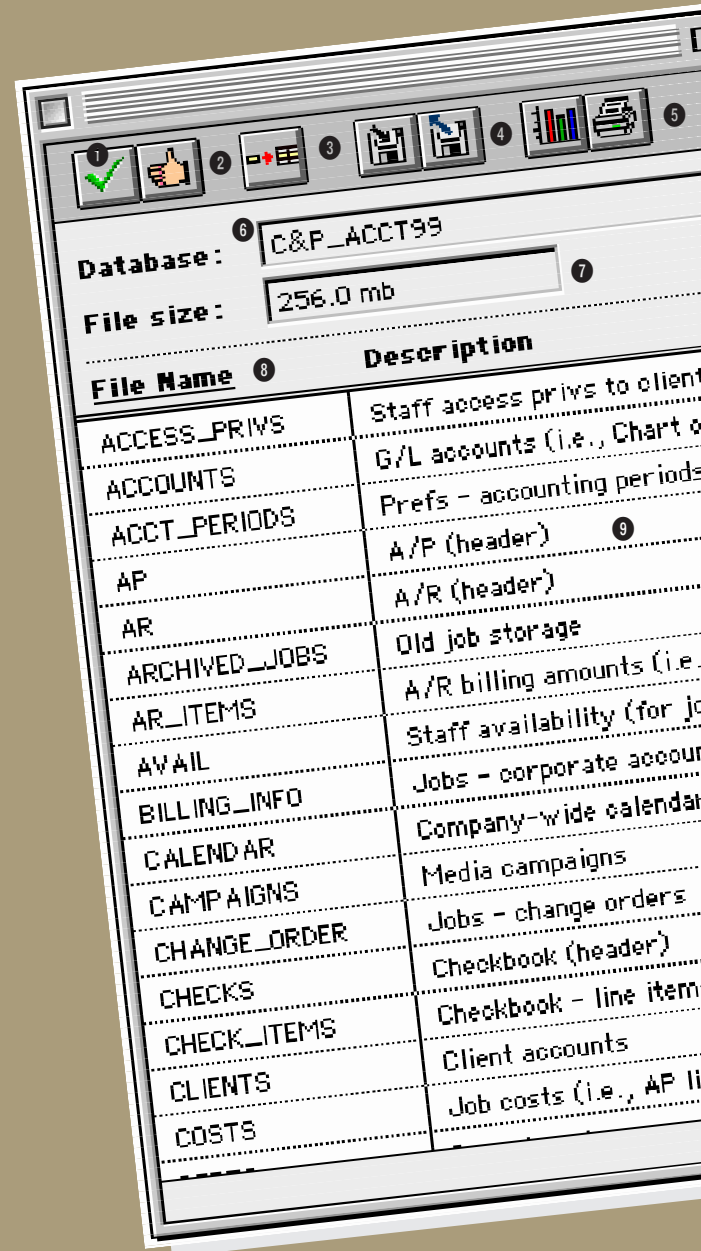 1 2 3 4 5
Database: 6 C&P_ACCT99
File size: 256.0 mb 7
File Name 8 Description
ACCESS_PRIVS Staff access privs to client
ACCOUNTS G/L accounts (i.e., Chart o
ACCT_PERIODS Prefs - accounting periods
AP A/P (header) 9
AR A/R (header)
ARCHIVED_JOBS Old job storage
AR_ITEMS A/R billing amounts (i.e.
AVAIL Staff availability (for jo
BILLING_INFO Jobs - corporate accoun
CALENDAR Company-wide calendar
CAMPAIGNS Media campaigns
CHANGE_ORDER Jobs - change orders
CHECKS Checkbook (header)
CHECK_ITEMS Checkbook - line item
CLIENTS Client accounts
COSTS Job costs (i.e., AP li